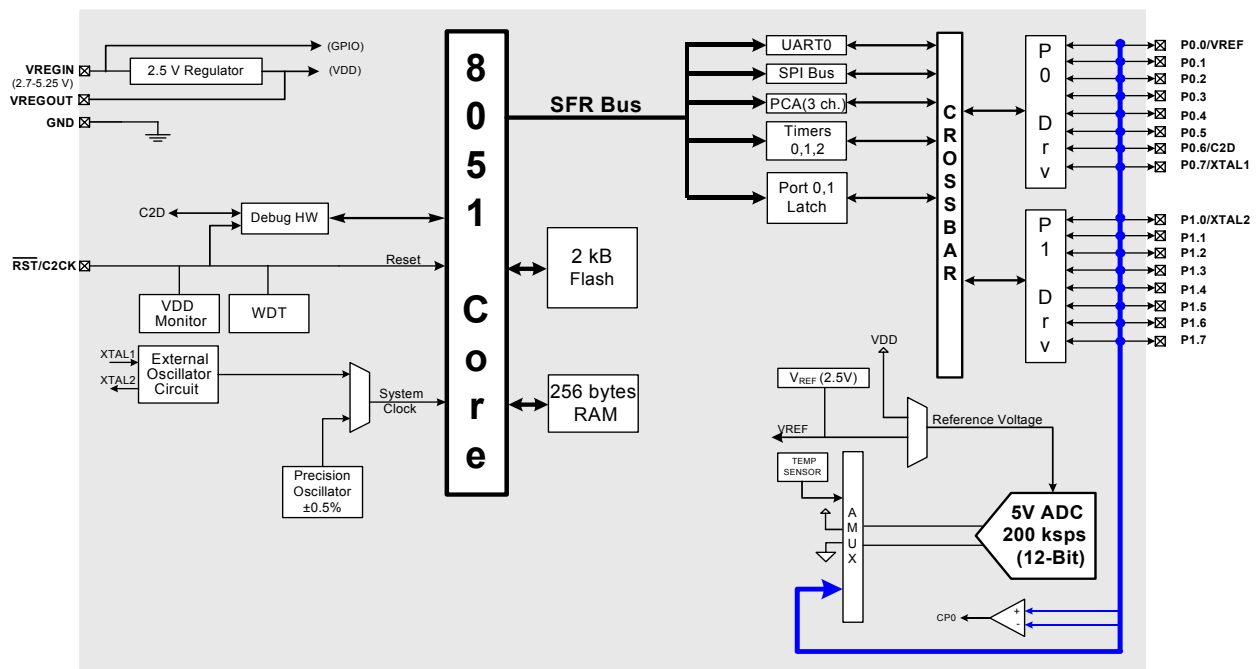 VREGIN
(2.7-5.25 V)
VREGOUT
GND
2.5 V Regulator
(GPIO)
(VDD)
C2D
Debug HW
RST/C2CK
Reset
VDD
Monitor
WDT
XTAL1
XTAL2
External
Oscillator
Circuit
System
Clock
Precision
Oscillator
±0.5%
8
0
5
1
C
o
r
e
2 kB
Flash
256 bytes
RAM
SFR Bus
UART0
SPI Bus
PCA(3 ch.)
Timers
0,1,2
Port 0,1
Latch
C
R
O
S
S
B
A
R
P
0
D
r
v
P
1
D
r
v
P0.0/VREF
P0.1
P0.2
P0.3
P0.4
P0.5
P0.6/C2D
P0.7/XTAL1
P1.0/XTAL2
P1.1
P1.2
P1.3
P1.4
P1.5
P1.6
P1.7
VDD
VREF (2.5V)
VREF
Reference Voltage
TEMP
SENSOR
A
M
U
X
5V ADC
200 ksps
(12-Bit)
CP0
+
-